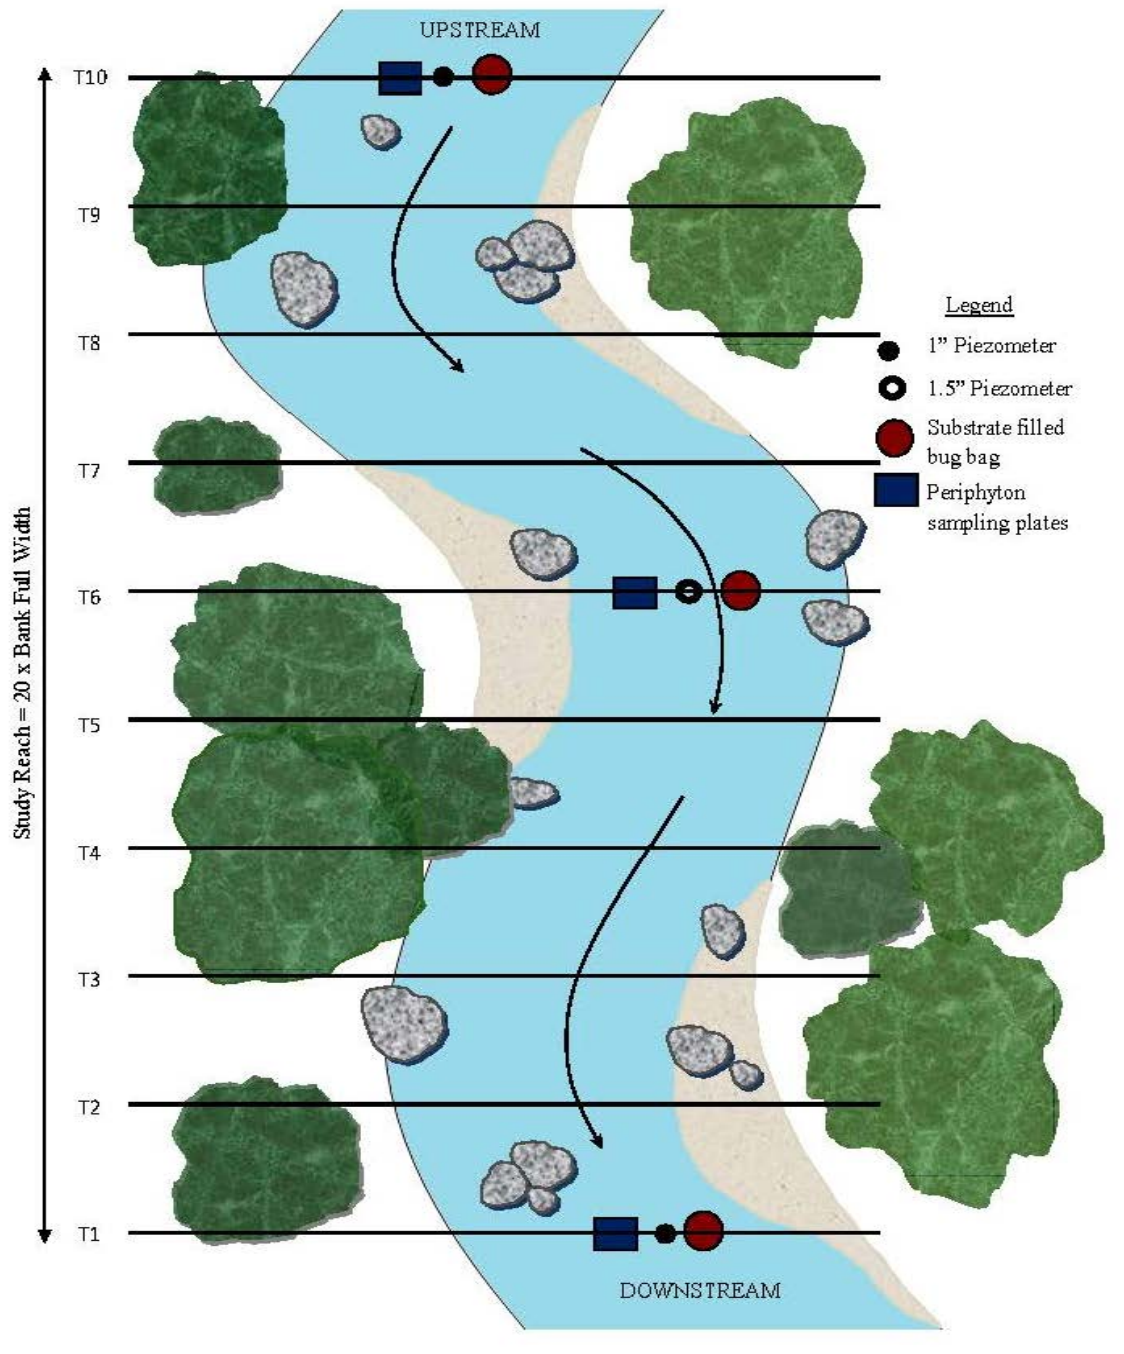 UPSTREAM
T10
T9
T8
T7
T6
T5
T4
T3
T2
T1
Study Reach = 20 x Bank Full Width
Legend
1” Piezometer
1.5” Piezometer
Substrate filled
bug bag
Periphyton
sampling plates
DOWNSTREAM